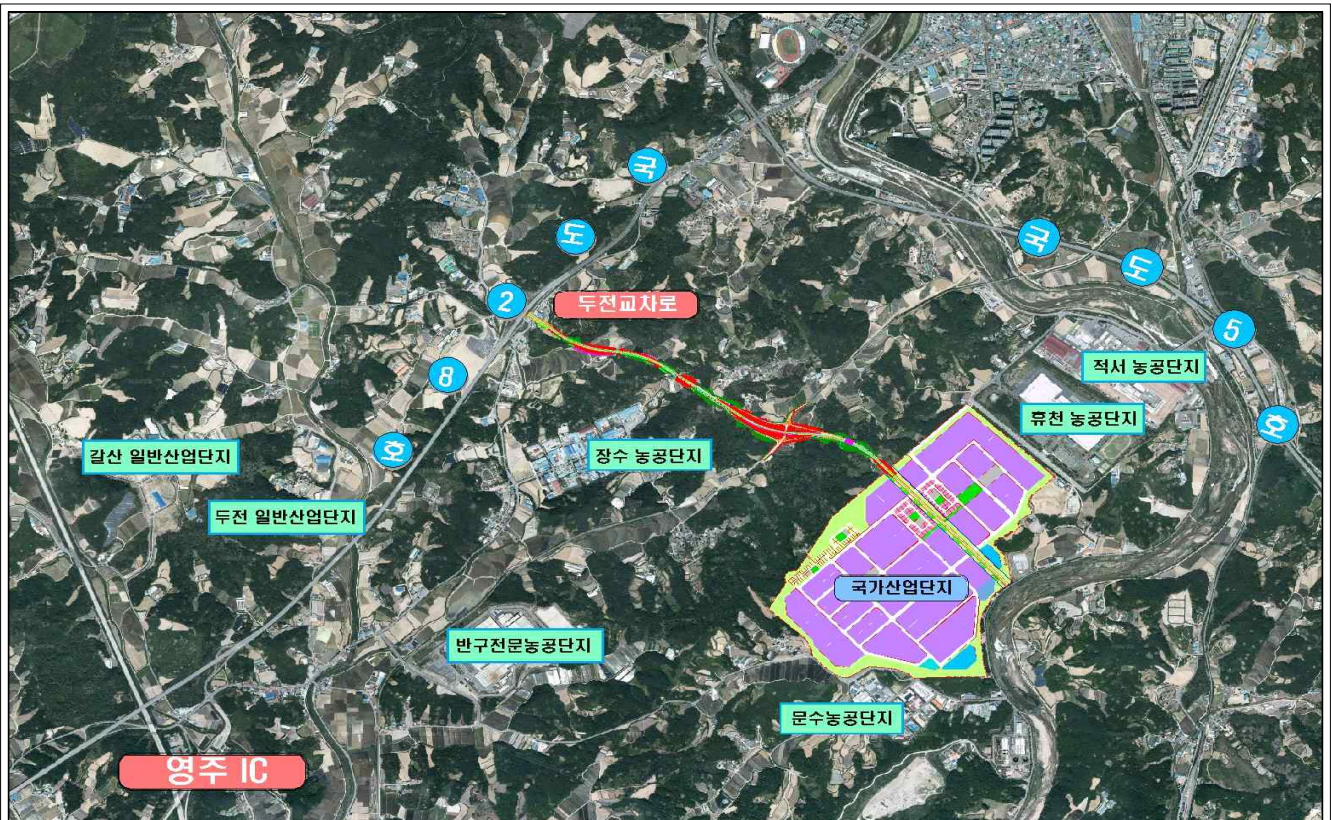 국
도
2
8
호
국
도
5
호
두전교차로
적서 농공단지
휴천 농공단지
갈산 일반산업단지
장수 농공단지
두전 일반산업단지
국가산업단지
반구전문농공단지
문수농공단지
영주 IC